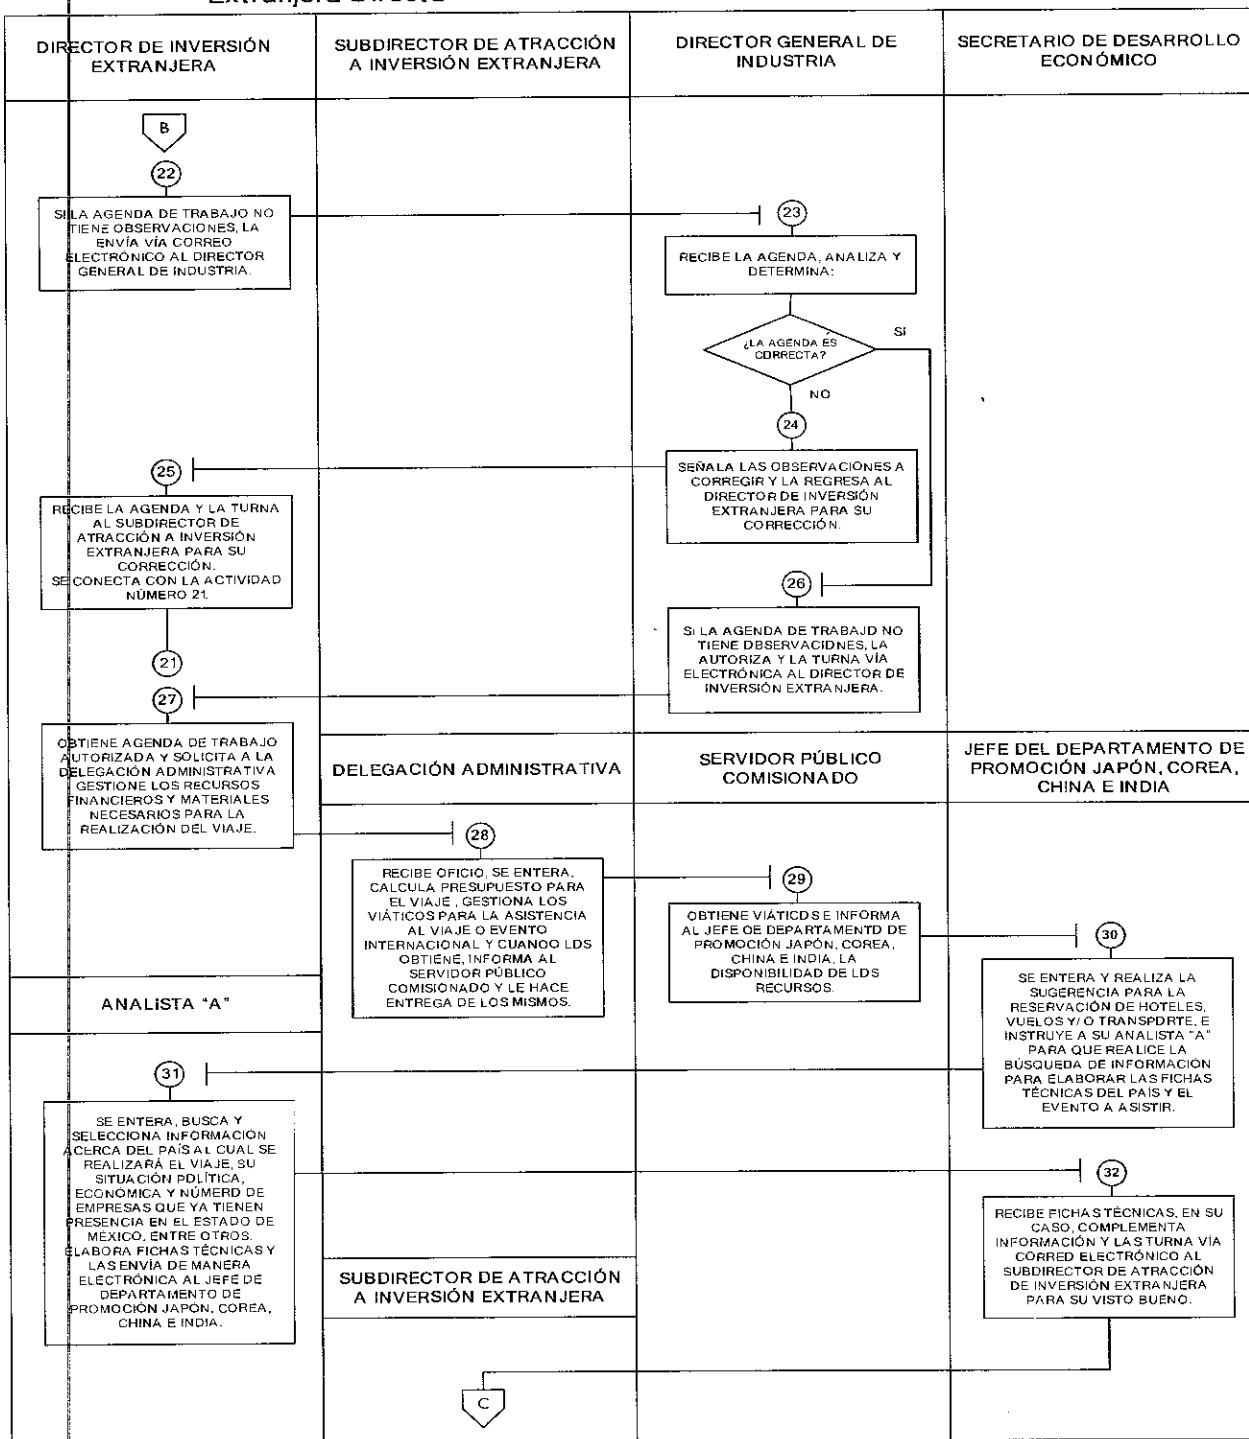 Extranjera Directa
DIRECTOR DE INVERSIÓN
EXTRANJERA
SUBDIRECTOR DE ATRACCIÓN
A INVERSIÓN EXTRANJERA
DIRECTOR GENERAL DE
INDUSTRIA
SECRETARIO DE DESARROLLO
ECONÓMICO
B
22
SI LA AGENDA DE TRABAJO NO
TIENE OBSERVACIONES, LA
ENVÍA VÍA CORREO
ELECTRÓNICO AL DIRECTOR
GENERAL DE INDUSTRIA.
23
RECIBE LA AGENDA, ANALIZA Y
DETERMINA:
¿LA AGENDA ES
CORRECTA?
SI
NO
24
SEÑALA LAS OBSERVACIONES A
CORREGIR Y LA REGRESA AL
DIRECTOR DE INVERSIÓN
EXTRANJERA PARA SU
CORRECCIÓN.
25
RECIBE LA AGENDA Y LA TURNA
AL SUBDIRECTOR DE
ATRACCIÓN A INVERSIÓN
EXTRANJERA PARA SU
CORRECCIÓN.
SE CONECTA CON LA ACTIVIDAD
NÚMERO 21.
21
26
SI LA AGENDA DE TRABAJO NO
TIENE OBSERVACIONES, LA
AUTORIZA Y LA TURNA VÍA
ELECTRÓNICA AL DIRECTOR DE
INVERSIÓN EXTRANJERA.
27
OBTIENE AGENDA DE TRABAJO
AUTORIZADA Y SOLICITA A LA
DELEGACIÓN ADMINISTRATIVA
GESTIONE LOS RECURSOS
FINANCIEROS Y MATERIALES
NECESARIOS PARA LA
REALIZACIÓN DEL VIAJE.
DELEGACIÓN ADMINISTRATIVA
SERVIDOR PÚBLICO
COMISIONADO
JEFE DEL DEPARTAMENTO DE
PROMOCIÓN JAPÓN, COREA,
CHINA E INDIA
28
RECIBE OFICIO, SE ENTERA,
CALCULA PRESUPUESTO PARA
EL VIAJE , GESTIONA LOS
VIÁTICOS PARA LA ASISTENCIA
AL VIAJE O EVENTO
INTERNACIONAL Y CUANDO LOS
OBTIENE, INFORMA AL
SERVIDOR PÚBLICO
COMISIONADO Y LE HACE
ENTREGA DE LOS MISMOS.
29
OBTIENE VIÁTICOS E INFORMA
AL JEFE DE DEPARTAMENTO DE
PROMOCIÓN JAPÓN, COREA,
CHINA E INDIA, LA
DISPONIBILIDAD DE LOS
RECURSOS.
30
SE ENTERA Y REALIZA LA
SUGERENCIA PARA LA
RESERVACIÓN DE HOTELES,
VUELOS Y/ O TRANSPORTE, E
INSTRUYE A SU ANALISTA "A"
PARA QUE REALICE LA
BÚSQUEDA DE INFORMACIÓN
PARA ELABORAR LAS FICHAS
TÉCNICAS DEL PAÍS Y EL
EVENTO A ASISTIR.
ANALISTA "A"
31
SE ENTERA, BUSCA Y
SELECCIONA INFORMACIÓN
ACERCA DEL PAÍS AL CUAL SE
REALIZARÁ EL VIAJE, SU
SITUACIÓN POLÍTICA,
ECONÓMICA Y NÚMERO DE
EMPRESAS QUE YA TIENEN
PRESENCIA EN EL ESTADO DE
MÉXICO, ENTRE OTROS.
ELABORA FICHAS TÉCNICAS Y
LAS ENVÍA DE MANERA
ELECTRÓNICA AL JEFE DE
DEPARTAMENTO DE
PROMOCIÓN JAPÓN, COREA,
CHINA E INDIA.
32
RECIBE FICHAS TÉCNICAS, EN SU
CASO, COMPLEMENTA
INFORMACIÓN Y LAS TURNA VÍA
CORREO ELECTRÓNICO AL
SUBDIRECTOR DE ATRACCIÓN
DE INVERSIÓN EXTRANJERA
PARA SU VISTO BUENO.
SUBDIRECTOR DE ATRACCIÓN
A INVERSIÓN EXTRANJERA
C